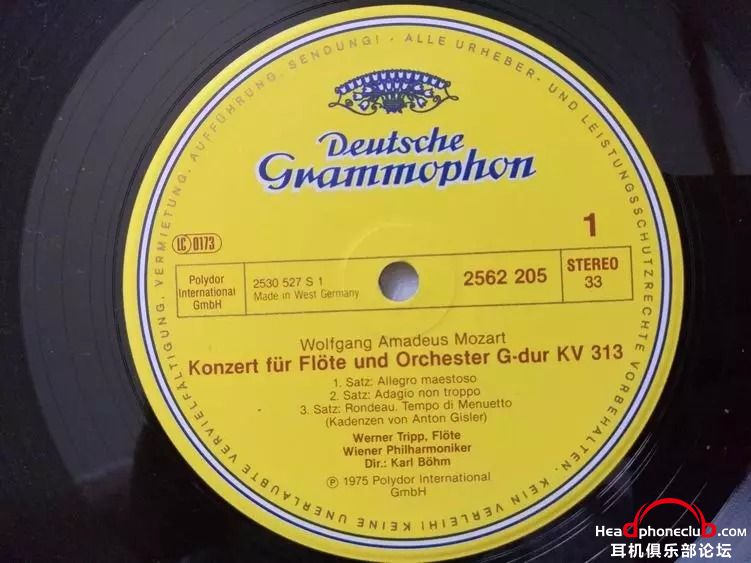 KEINE UNERLAUBTE VERVIELFÄLTIGUNG, VERMIETUNG, AUFFÜHRUNG, SENDUNG! · ALLE URHEBER- UND LEISTUNGSSCHUTZRECHTE VORBEHALTEN. KEIN VERLEIH!
Deutsche
Grammophon
1
LC 0173
Polydor
International
GmbH
2530 527 S 1
Made in West Germany
2562 205
STEREO
33
Wolfgang Amadeus Mozart
Konzert für Flöte und Orchester G-dur KV 313
1. Satz: Allegro maestoso
2. Satz: Adagio non troppo
3. Satz: Rondeau. Tempo di Menuetto
(Kadenzen von Anton Gisler)
Werner Tripp, Flöte
Wiener Philharmoniker
Dir.: Karl Böhm
Ⓟ 1975 Polydor International
GmbH
Headphoneclub.com
耳机俱乐部论坛